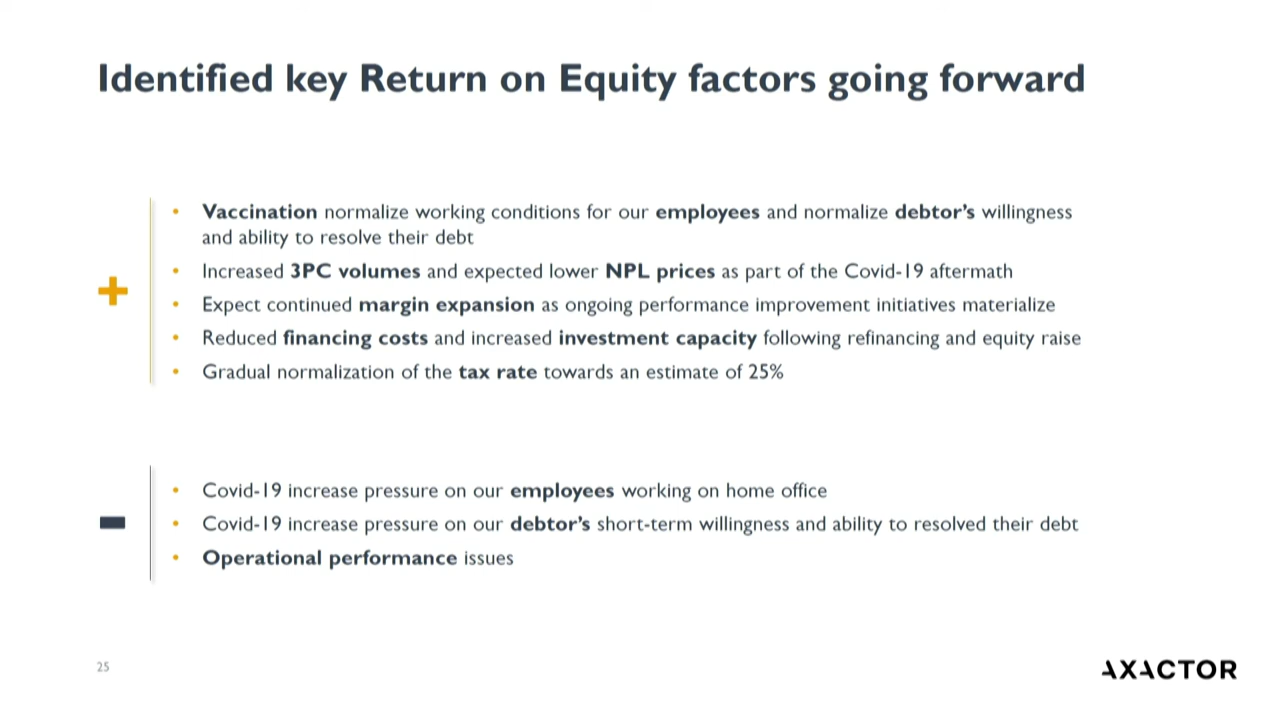 Identified key Return on Equity factors going forward
+
• Vaccination normalize working conditions for our employees and normalize debtor’s willingness
and ability to resolve their debt
• Increased 3PC volumes and expected lower NPL prices as part of the Covid-19 aftermath
• Expect continued margin expansion as ongoing performance improvement initiatives materialize
• Reduced financing costs and increased investment capacity following refinancing and equity raise
• Gradual normalization of the tax rate towards an estimate of 25%
-
• Covid-19 increase pressure on our employees working on home office
• Covid-19 increase pressure on our debtor’s short-term willingness and ability to resolved their debt
• Operational performance issues
25
AXACTOR